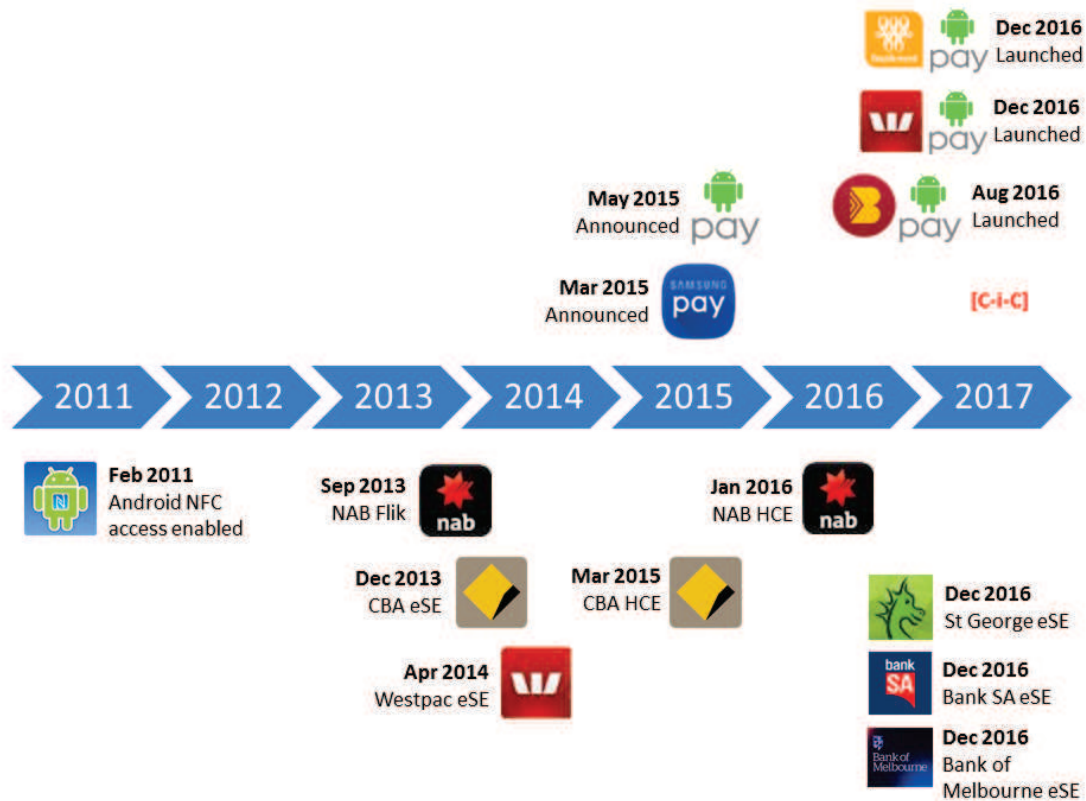 Dec 2016
pay Launched
Dec 2016
pay Launched
May 2015
Announced pay
Aug 2016
pay Launched
Mar 2015
Announced
SAMSUNG
pay
[C-i-C]
2011 2012 2013 2014 2015 2016 2017
Feb 2011
Android NFC
access enabled
N
Sep 2013
NAB Flik
nab
Jan 2016
NAB HCE
nab
Dec 2013
CBA eSE
Mar 2015
CBA HCE
Dec 2016
St George eSE
Apr 2014
Westpac eSE
bank
SA
Dec 2016
Bank SA eSE
Bank of
Melbourne
Dec 2016
Bank of
Melbourne eSE